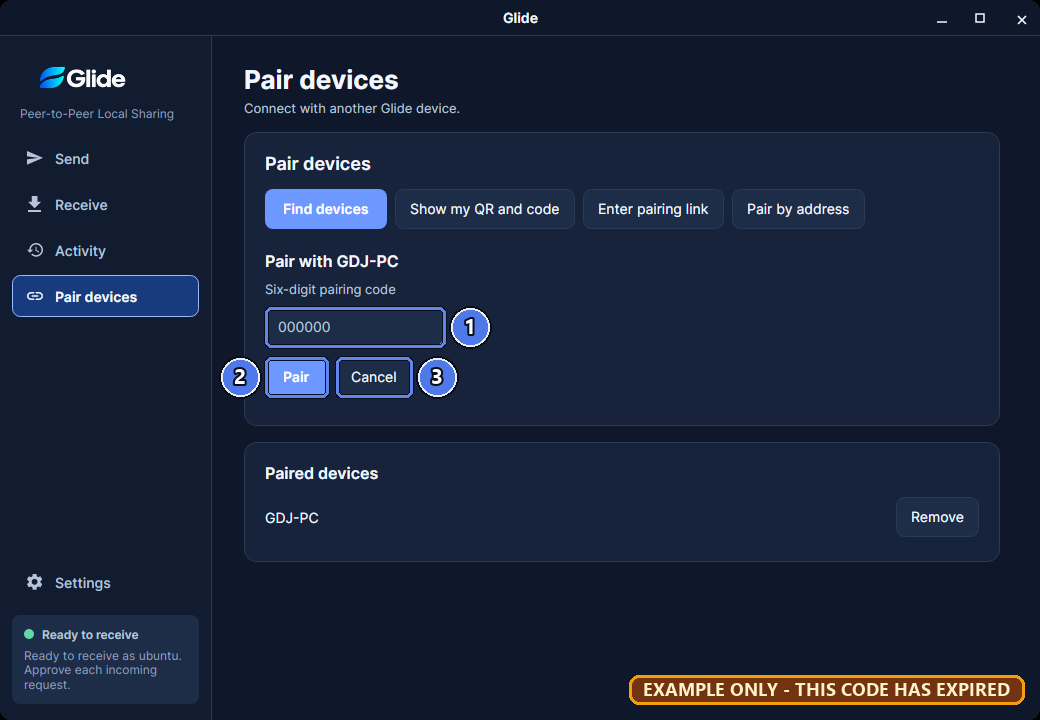 Glide
Glide
Peer-to-Peer Local Sharing
Send
Receive
Activity
Pair devices
Settings
Ready to receive
Ready to receive as ubuntu.
Approve each incoming
request.
Pair devices
Connect with another Glide device.
Pair devices
Find devices
Show my QR and code
Enter pairing link
Pair by address
Pair with GDJ-PC
Six-digit pairing code
000000
1
2
Pair
Cancel
3
Paired devices
GDJ-PC
Remove
EXAMPLE ONLY - THIS CODE HAS EXPIRED